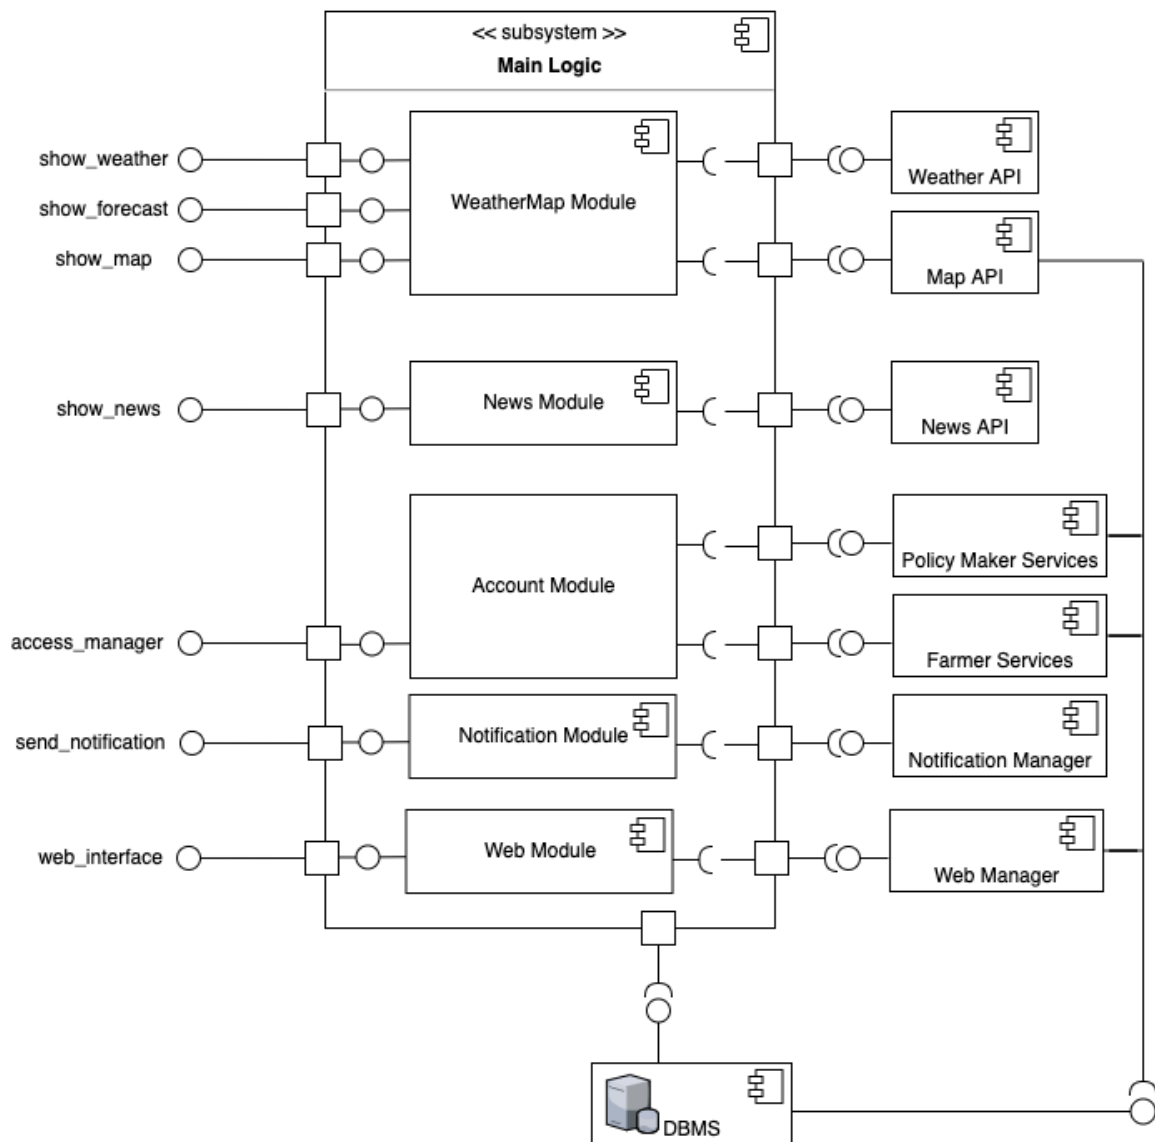 << subsystem >>
Main Logic
show_weather
show_forecast
show_map
WeatherMap Module
Weather API
Map API
show_news
News Module
News API
Account Module
Policy Maker Services
access_manager
Farmer Services
send_notification
Notification Module
Notification Manager
web_interface
Web Module
Web Manager
DBMS